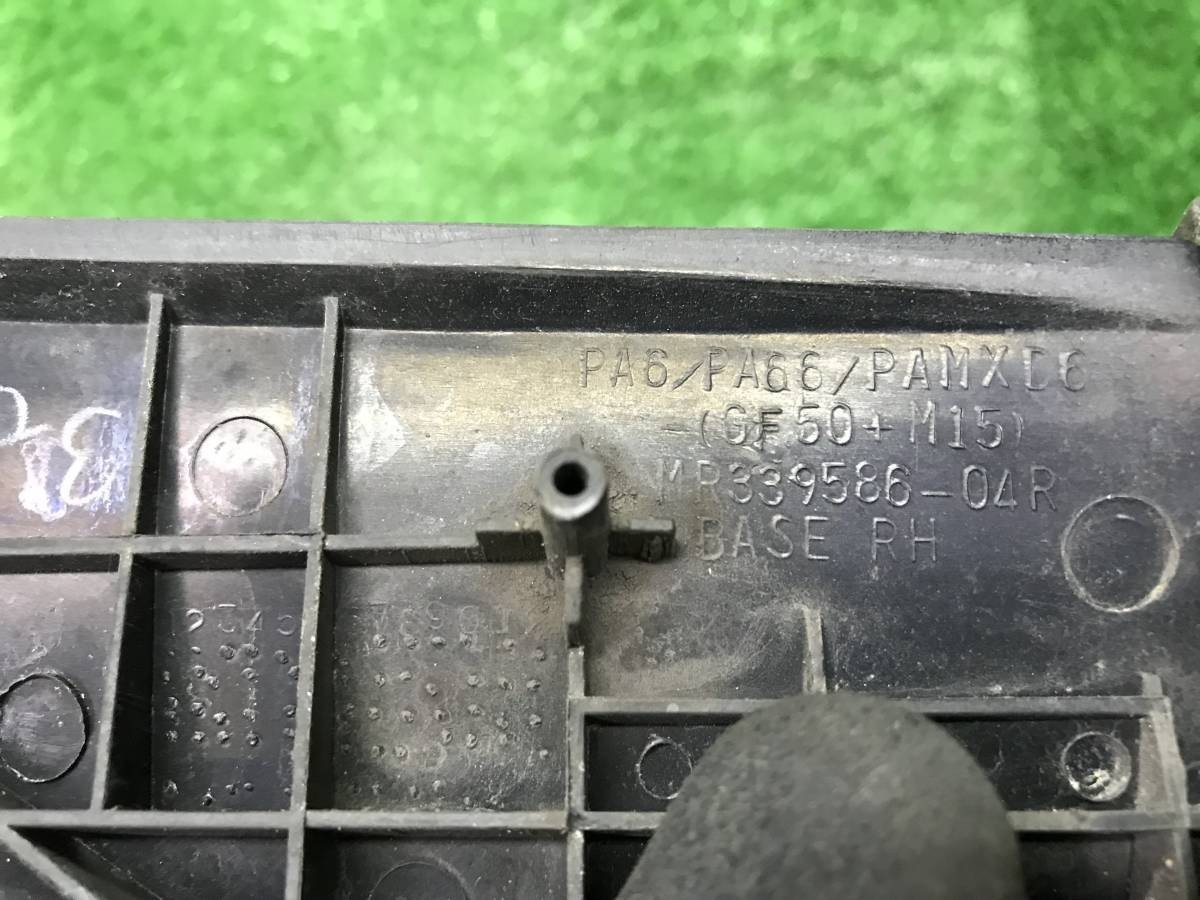 PA6/PA66/PAMXD6
-(GF50+M15)
MR339586-04R
BASE RH